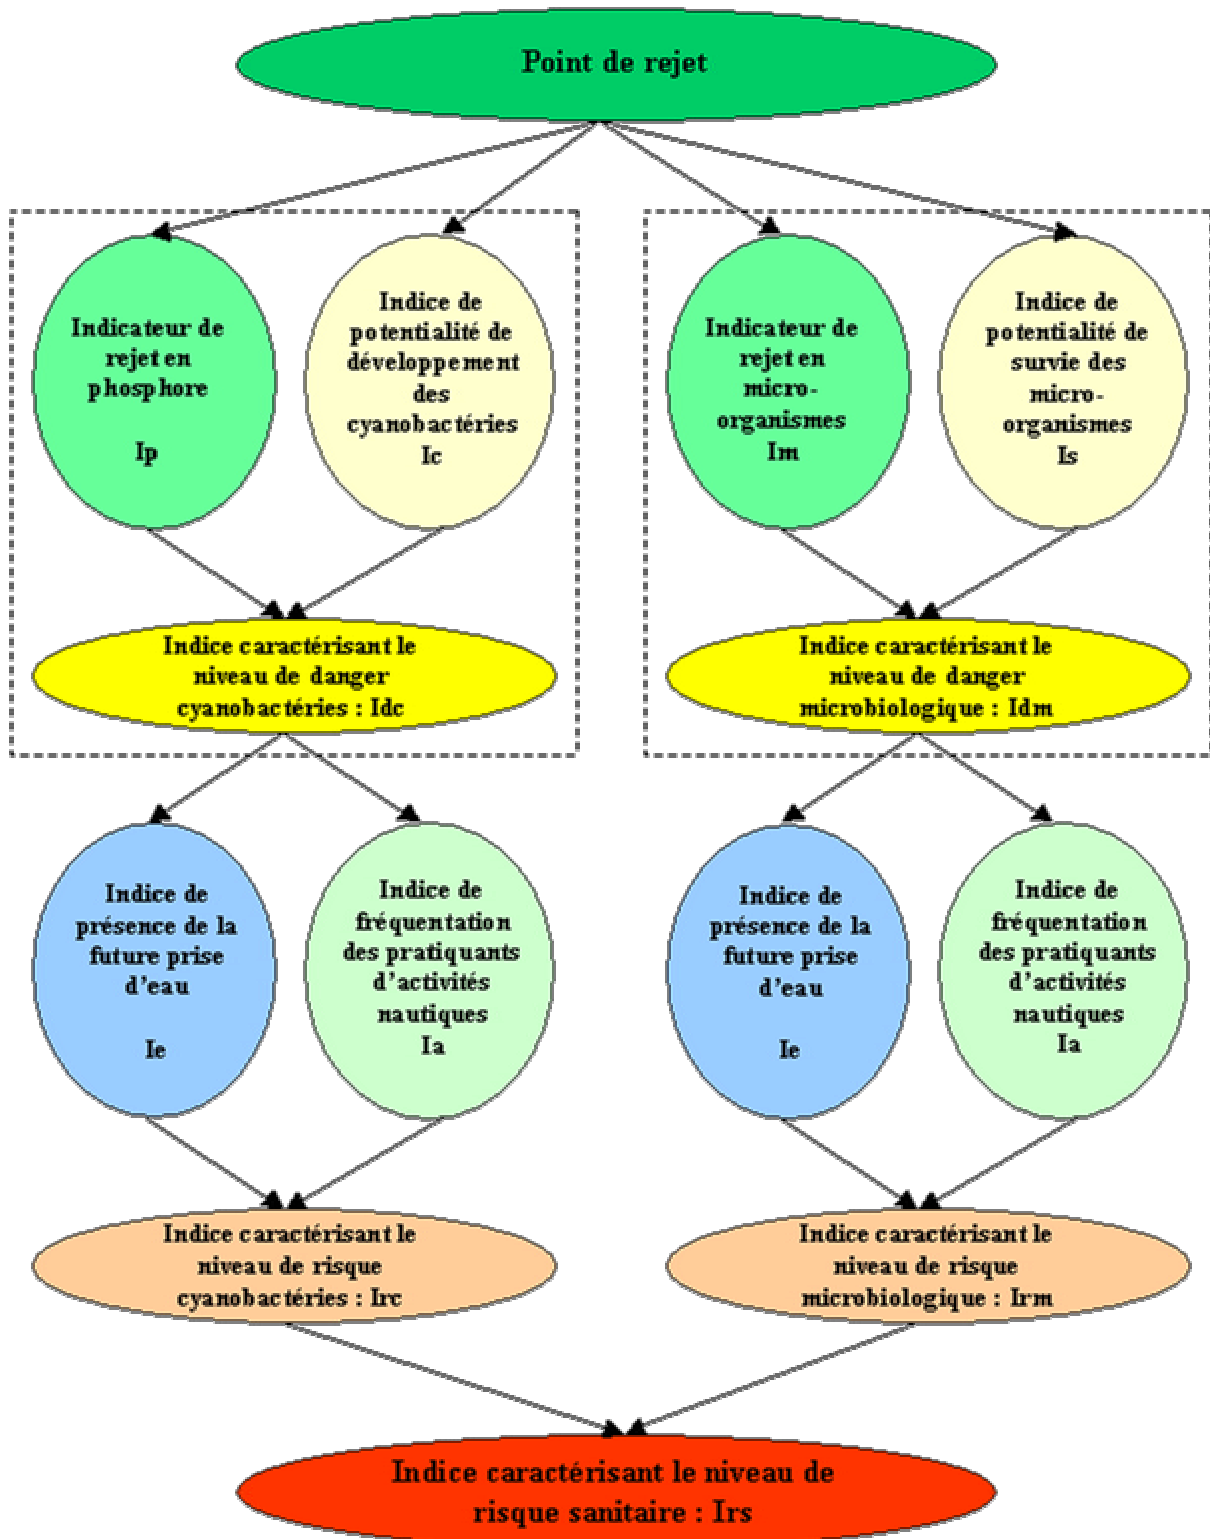 Point de rejet
Indicateur de
rejet en
phosphore
Ip
Indice de
potentialité de
développement
des
cyanobactéries
Ic
Indicateur de
rejet en
micro-
organismes
Im
Indice de
potentialité de
survie des
micro-
organismes
Is
Indice caractérisant le
niveau de danger
cyanobactéries : Idc
Indice caractérisant le
niveau de danger
microbiologique : Idm
Indice de
présence de la
future prise
d'eau
Ie
Indice de
fréquentation
des pratiquants
d'activités
nautiques
Ia
Indice de
présence de la
future prise
d'eau
Ie
Indice de
fréquentation
des pratiquants
d'activités
nautiques
Ia
Indice caractérisant le
niveau de risque
cyanobactéries : Irc
Indice caractérisant le
niveau de risque
microbiologique : Irm
Indice caractérisant le niveau de
risque sanitaire : Irs